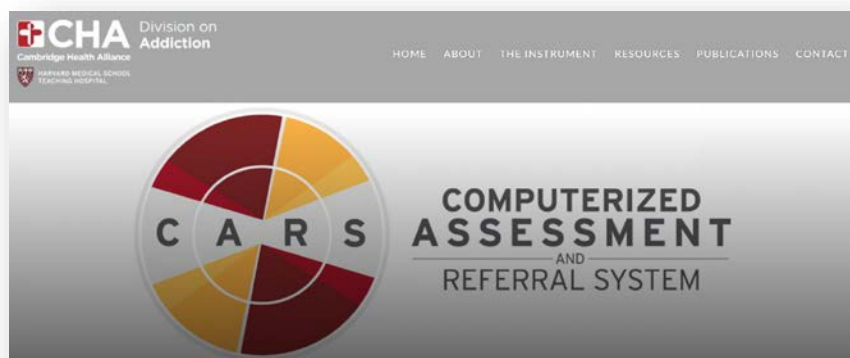 CHA
Cambridge Health Alliance
Division on
Addiction
HARVARD MEDICAL SCHOOL
TEACHING HOSPITAL
HOME ABOUT THE INSTRUMENT RESOURCES PUBLICATIONS CONTACT
C A R S
COMPUTERIZED
ASSESSMENT
AND
REFERRAL SYSTEM